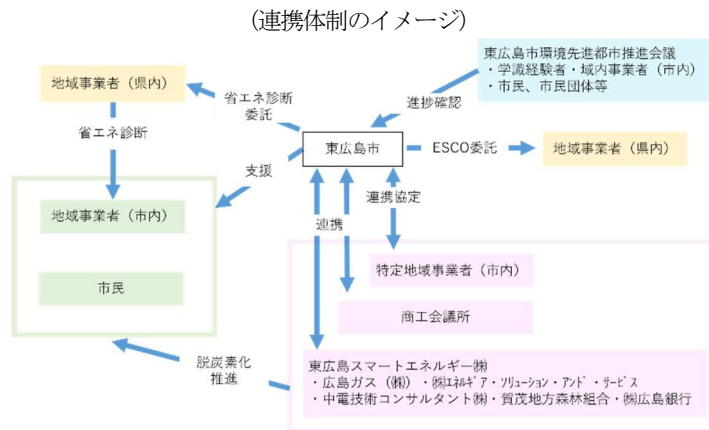 (連携体制のイメージ)
東広島市環境先進都市推進会議
・学識経験者・域内事業者（市内）
・市民、市民団体等
地域事業者（県内）
省エネ診断
委託
進捗確認
省エネ診断
東広島市
ESCO委託
地域事業者（県内）
支援
連携協定
地域事業者（市内）
連携
特定地域事業者（市内）
市民
商工会議所
脱炭素化
推進
東広島スマートエネルギー㈱
・広島ガス（㈱）・㈱ｴﾈﾙｷﾞｱ・ソリューション・アンド・サービス
・中電技術コンサルタント㈱・賀茂地方森林組合・㈱広島銀行